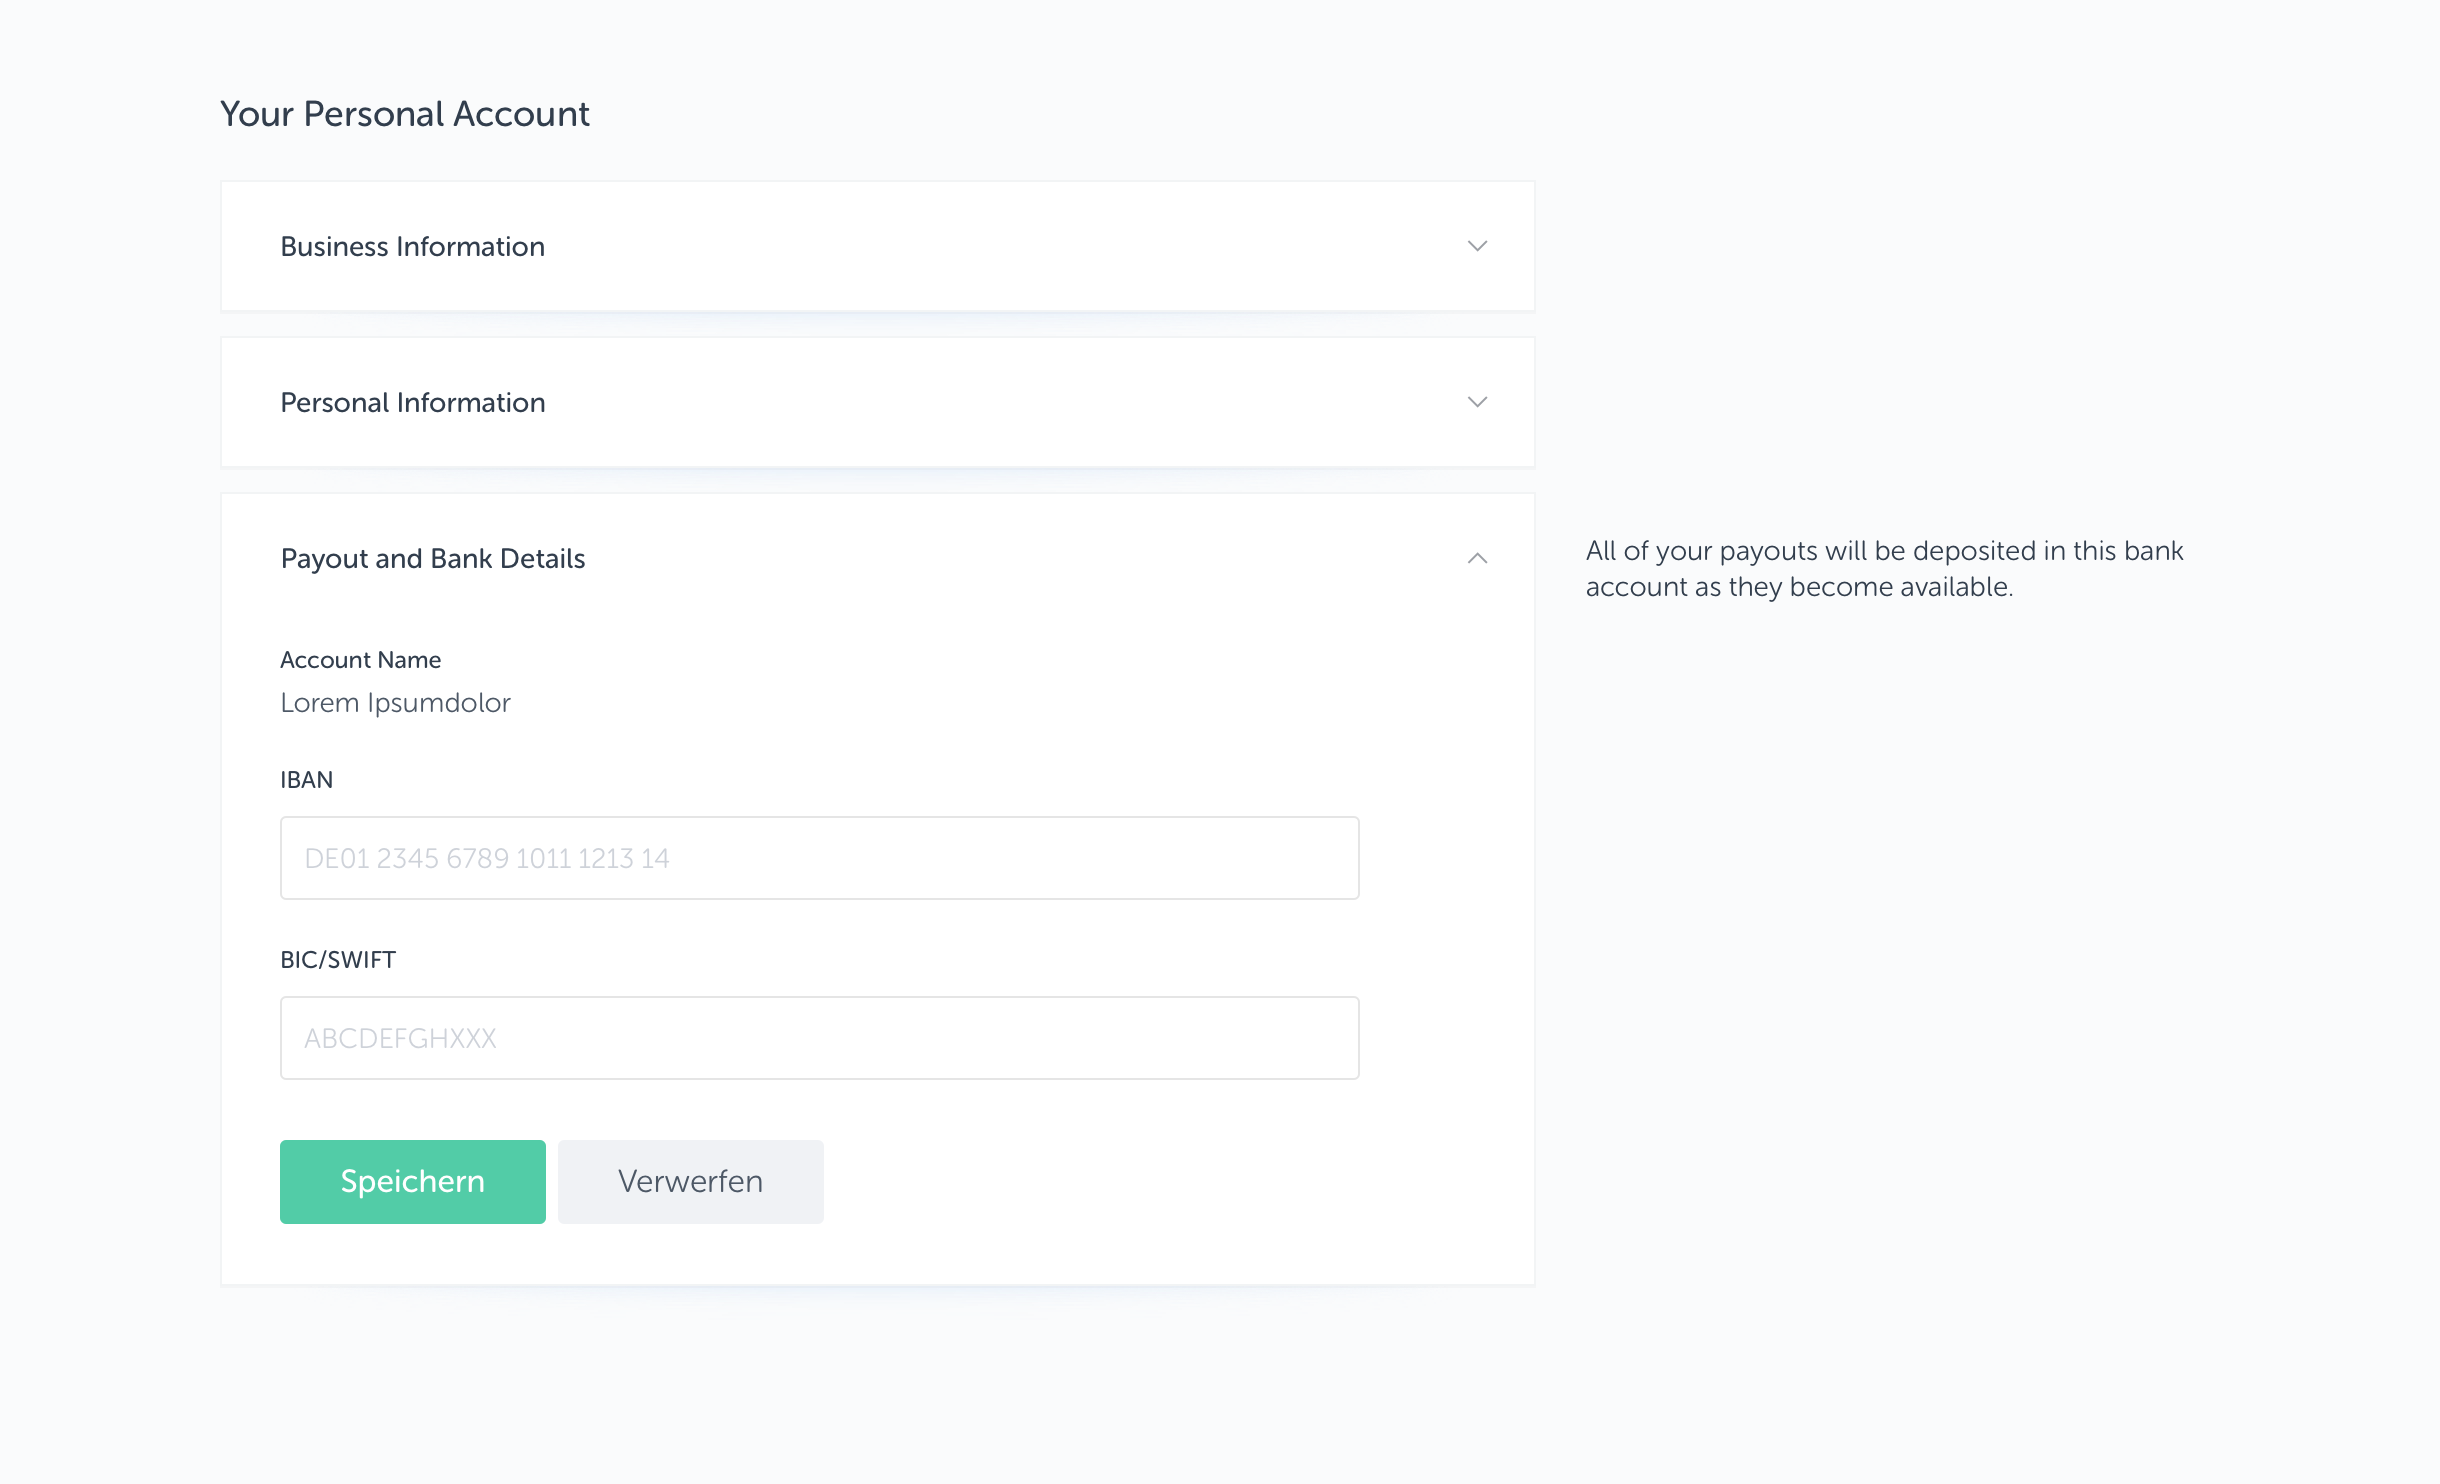 Your Personal Account
Business Information
Personal Information
Payout and Bank Details
All of your payouts will be deposited in this bank
account as they become available.
Account Name
Lorem Ipsumdolor
IBAN
DE01 2345 6789 1011 1213 14
BIC/SWIFT
ABCDEFGHXXX
Speichern
Verwerfen